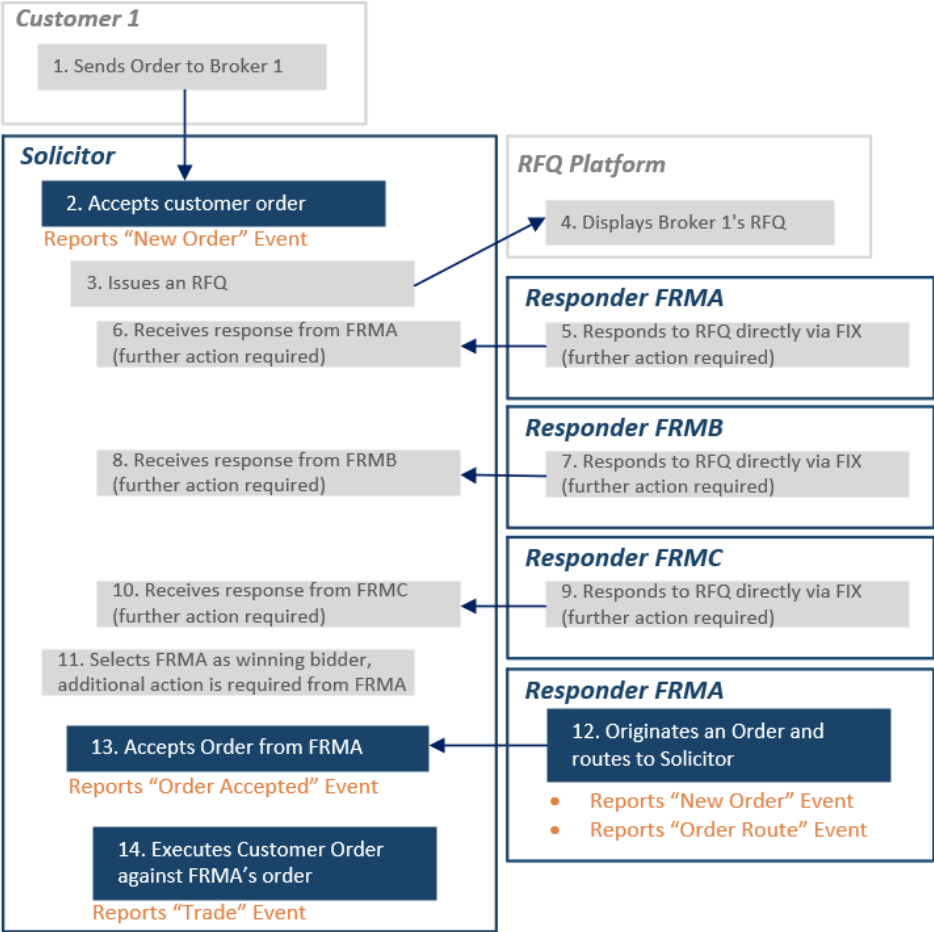 Customer 1
1. Sends Order to Broker 1
Solicitor
2. Accepts customer order
Reports “New Order” Event
3. Issues an RFQ
RFQ Platform
4. Displays Broker 1's RFQ
Responder FRMA
5. Responds to RFQ directly via FIX
(further action required)
6. Receives response from FRMA
(further action required)
Responder FRMB
7. Responds to RFQ directly via FIX
(further action required)
8. Receives response from FRMB
(further action required)
Responder FRMC
9. Responds to RFQ directly via FIX
(further action required)
10. Receives response from FRMC
(further action required)
11. Selects FRMA as winning bidder,
additional action is required from FRMA
Responder FRMA
12. Originates an Order and
routes to Solicitor
• Reports “New Order” Event
• Reports “Order Route” Event
13. Accepts Order from FRMA
Reports “Order Accepted” Event
14. Executes Customer Order
against FRMA’s order
Reports “Trade” Event